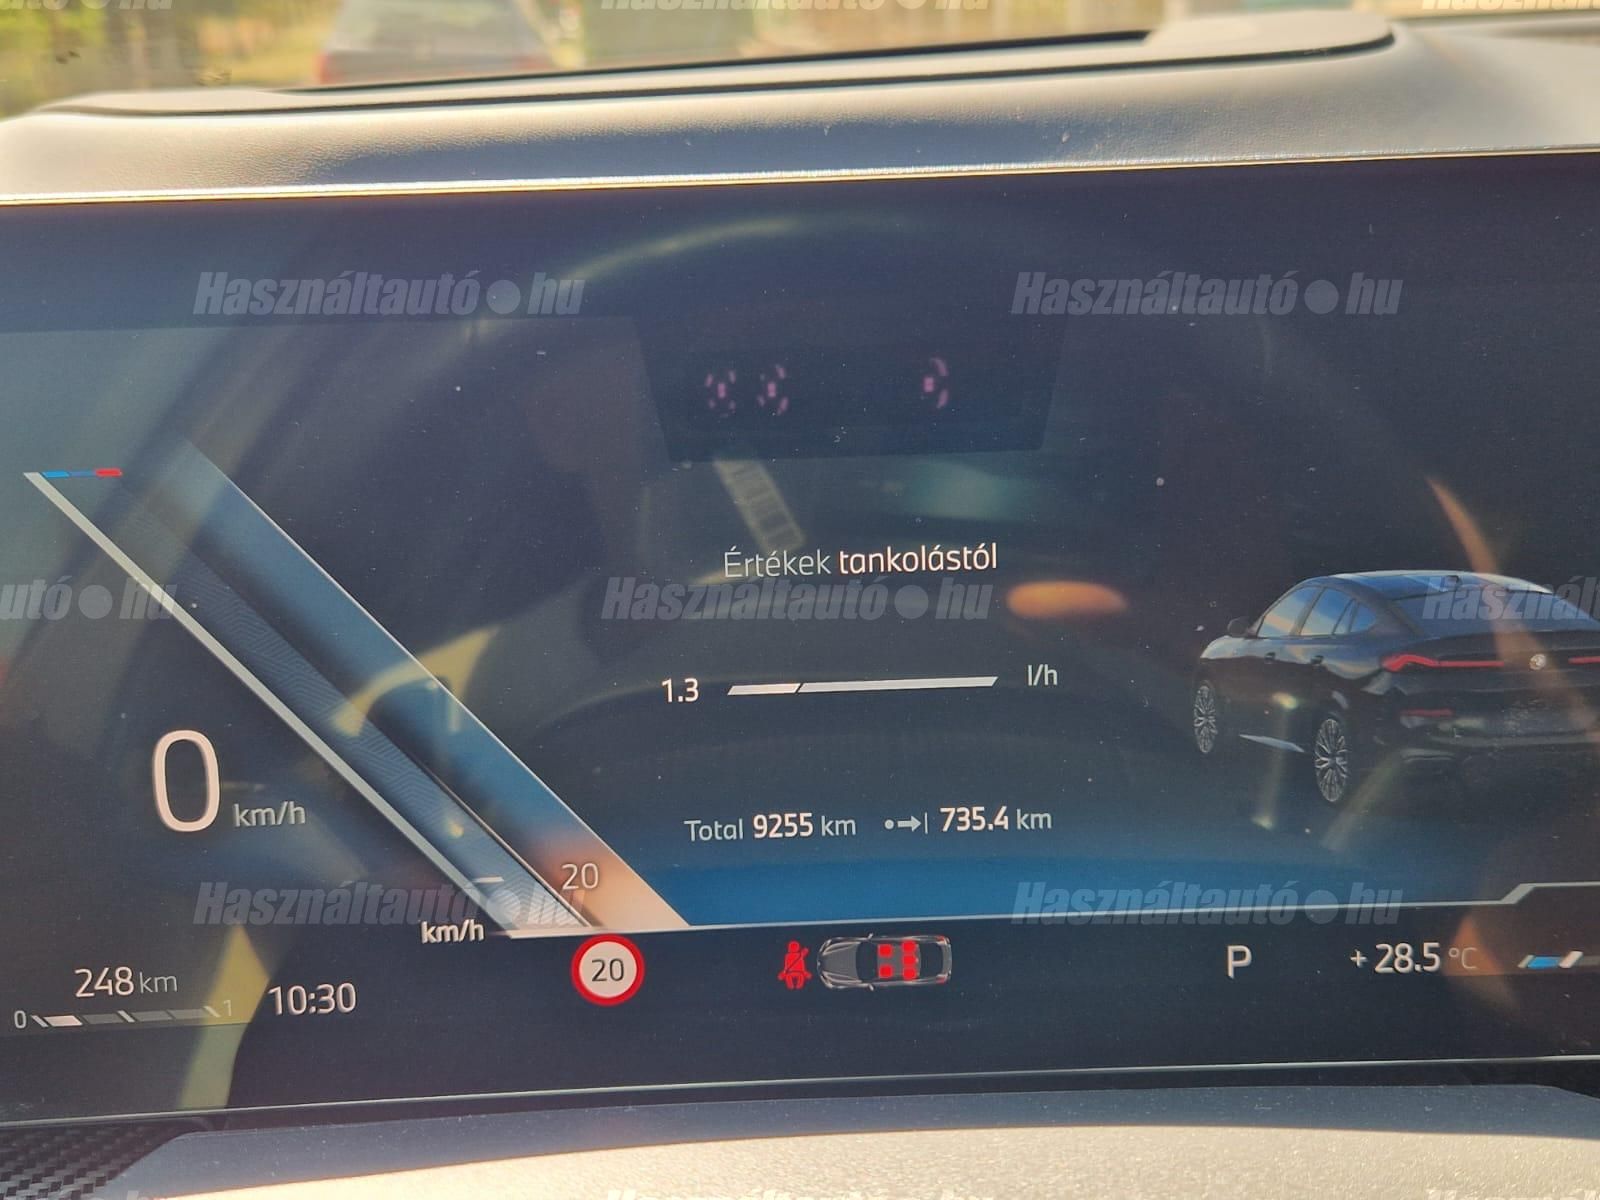 Használtautó•hu Használtautó•hu
Értékek tankolástól
utó•hu Használtautó•hu Használt
1.3 l/h
0 km/h
Total 9255 km 735.4 km
20
Használtautó•hu Használtautó•hu
km/h
20
P
+ 28.5 °C
248 km
0 1
10:30